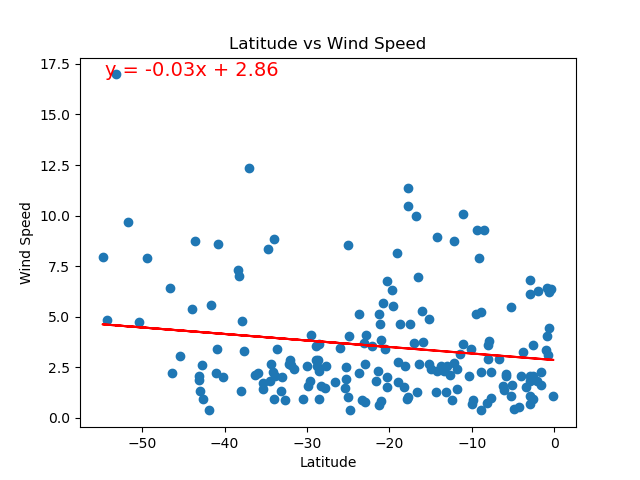 Latitude vs Wind Speed
y = -0.03x + 2.86
17.5
15.0
12.5
10.0
7.5
5.0
2.5
0.0
Wind Speed
−50 −40 −30 −20 −10 0
Latitude